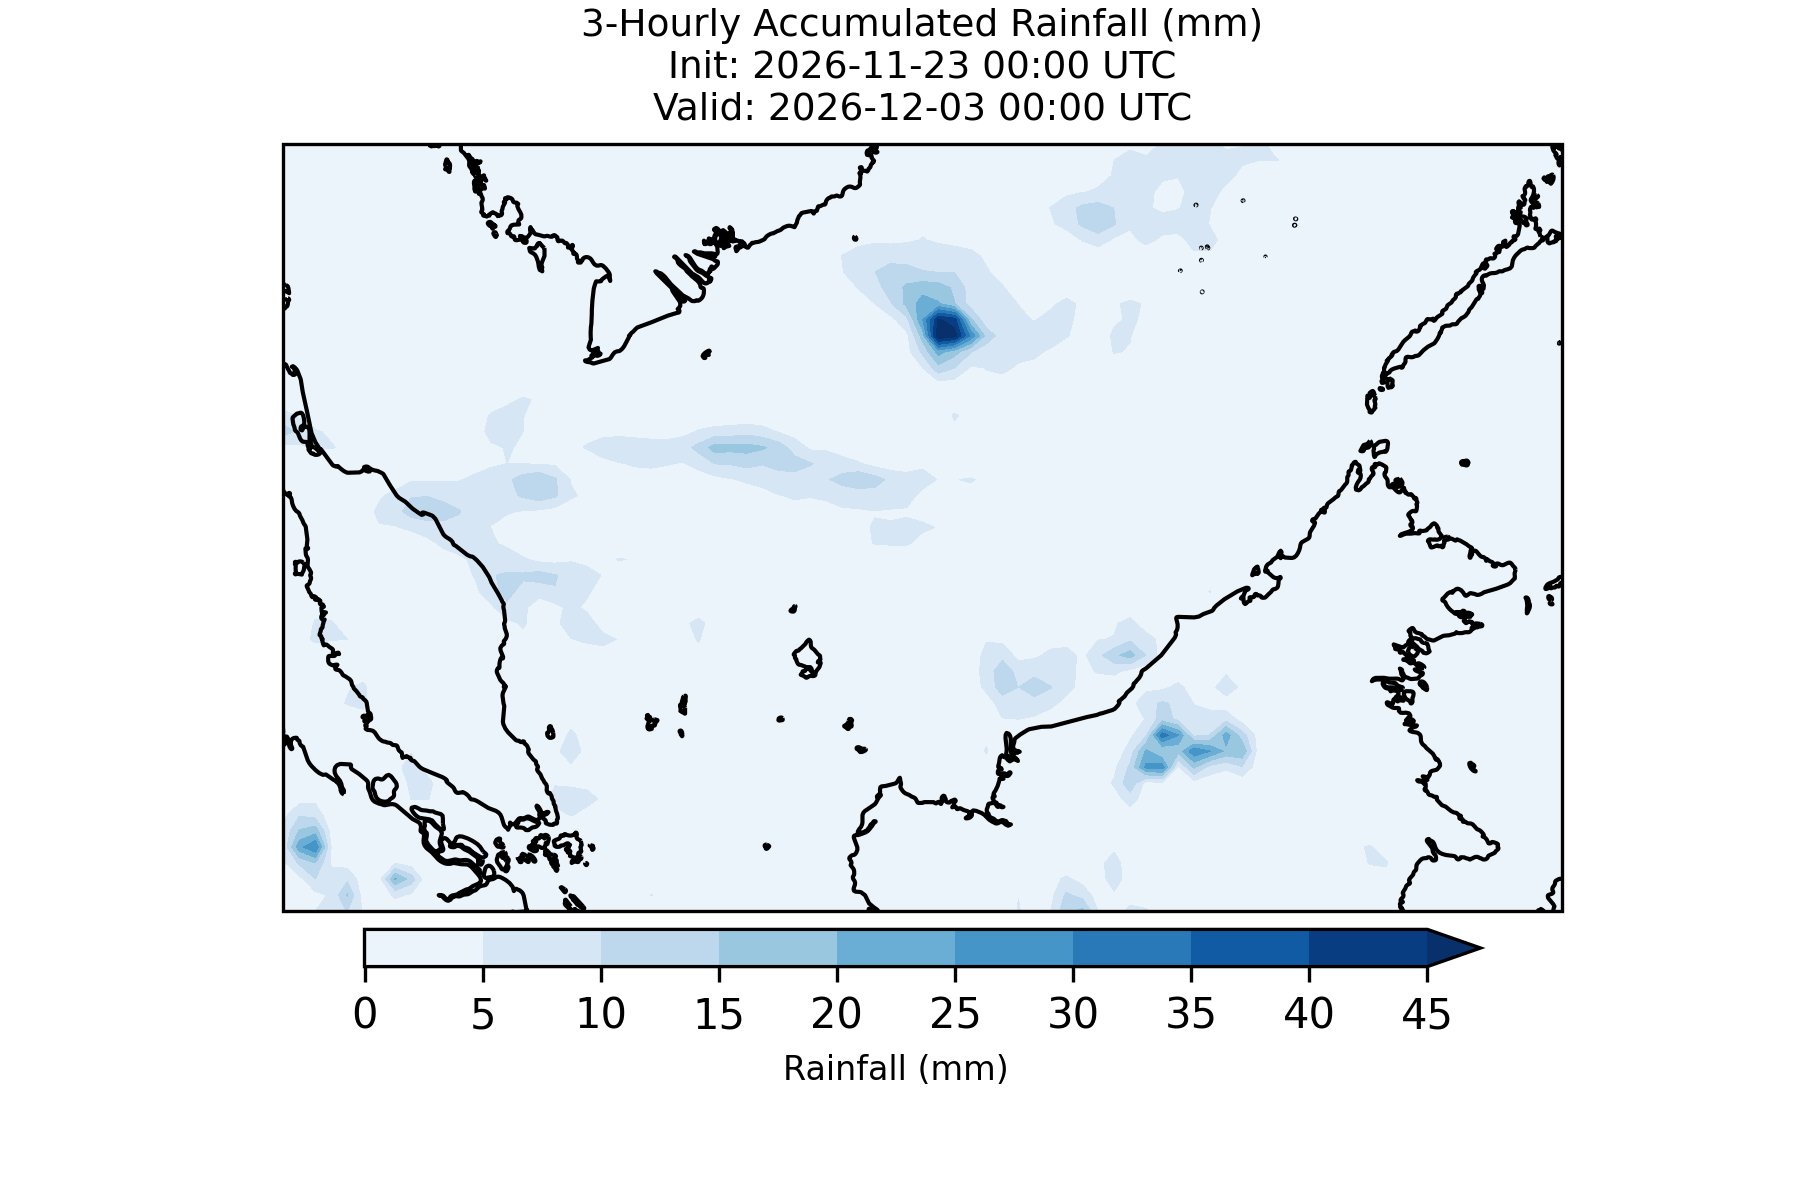 3-Hourly Accumulated Rainfall (mm)
Init: 2026-11-23 00:00 UTC
Valid: 2026-12-03 00:00 UTC
0 5 10 15 20 25 30 35 40 45
Rainfall (mm)